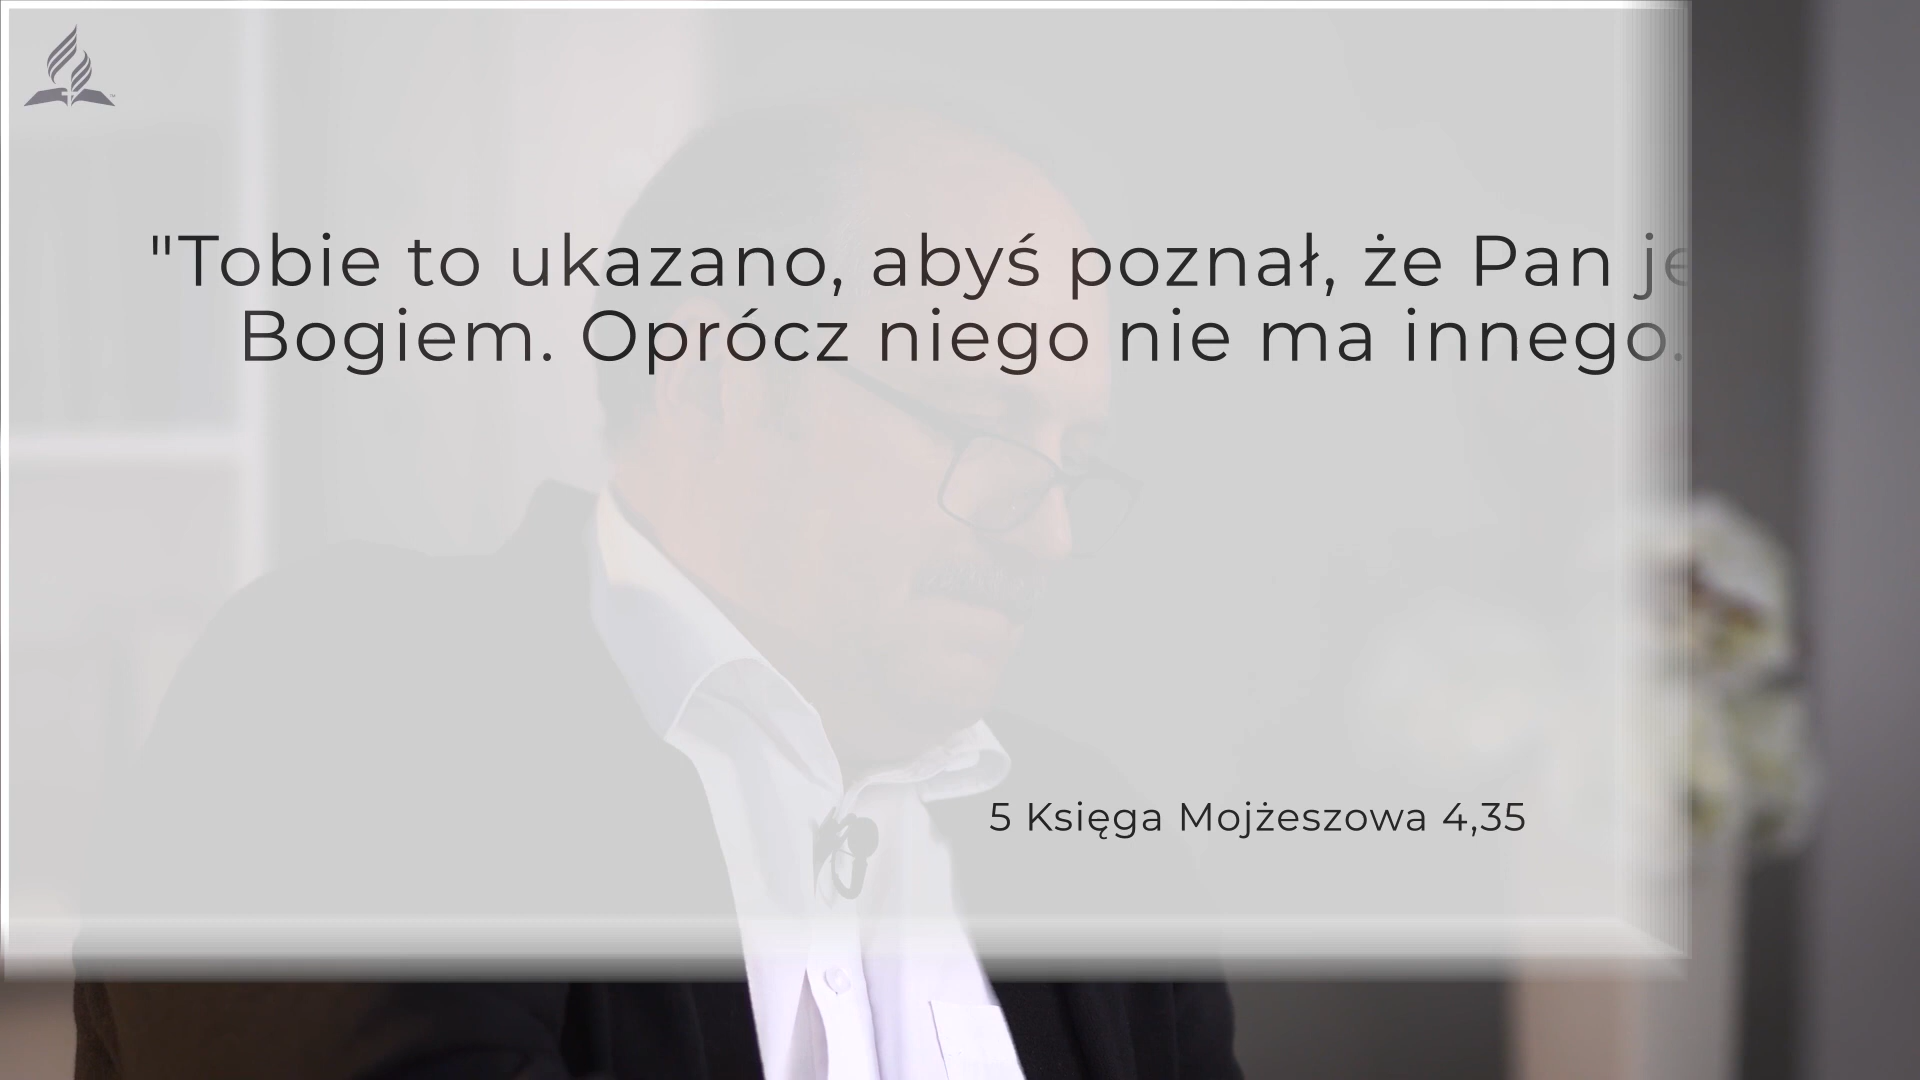 "Tobie to ukazano, abyś poznał, że Pan
Bogiem. Oprócz niego nie ma innego.
5 Księga Mojżeszowa 4,35